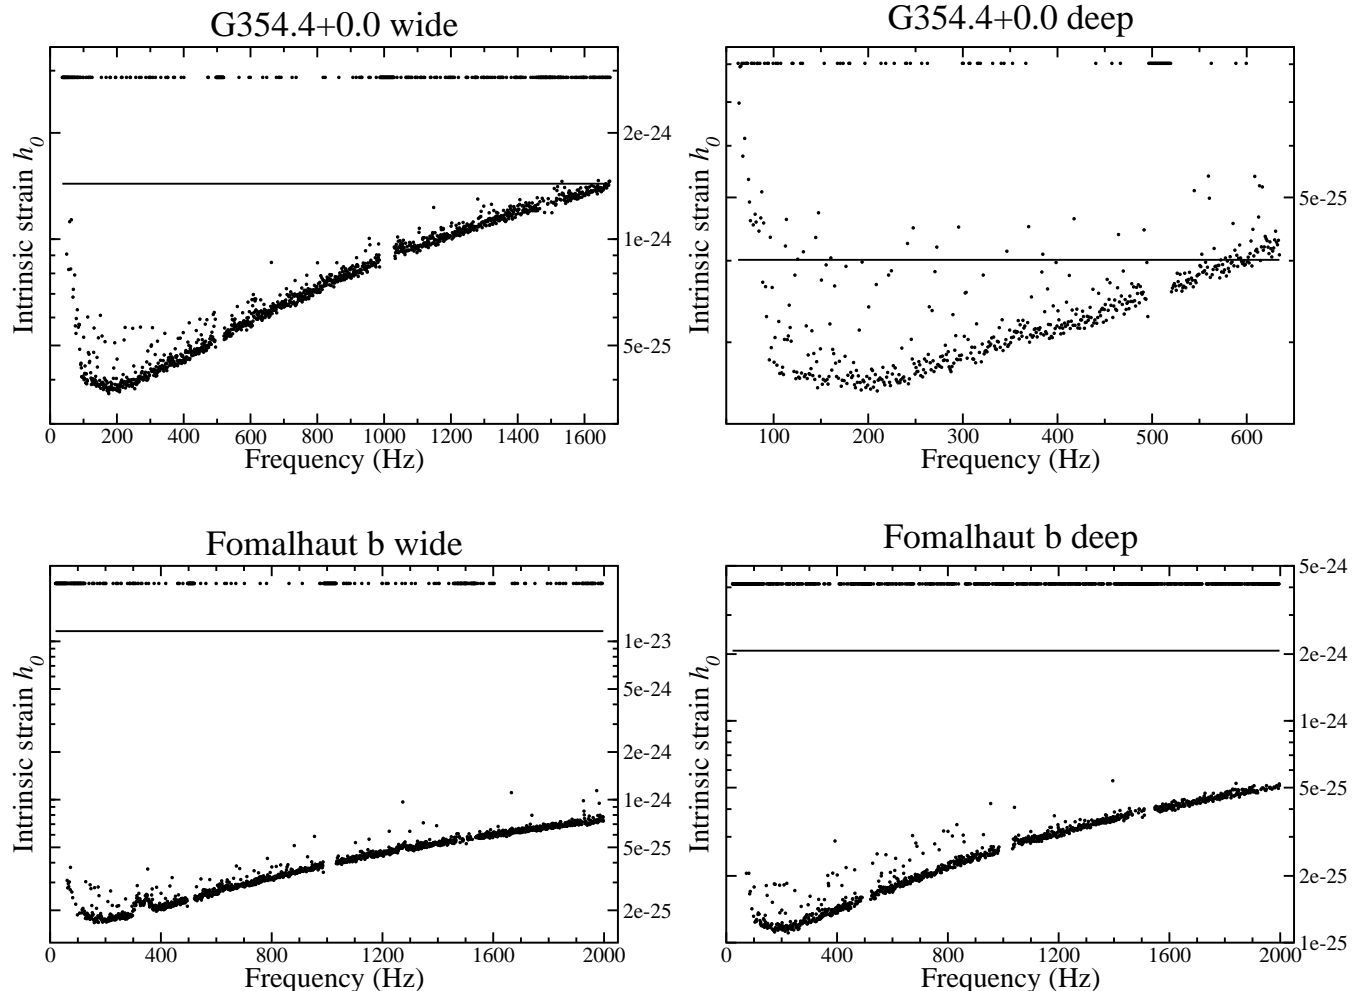 G354.4+0.0 wide
Intrinsic strain h0
2e-24
1e-24
5e-25
0 200 400 600 800 1000 1200 1400 1600
Frequency (Hz)
G354.4+0.0 deep
Intrinsic strain h0
5e-25
100 200 300 400 500 600
Frequency (Hz)
Fomalhaut b wide
Intrinsic strain h0
1e-23
5e-24
2e-24
1e-24
5e-25
2e-25
0 400 800 1200 1600 2000
Frequency (Hz)
Fomalhaut b deep
Intrinsic strain h0
5e-24
2e-24
1e-24
5e-25
2e-25
1e-25
0 400 800 1200 1600 2000
Frequency (Hz)